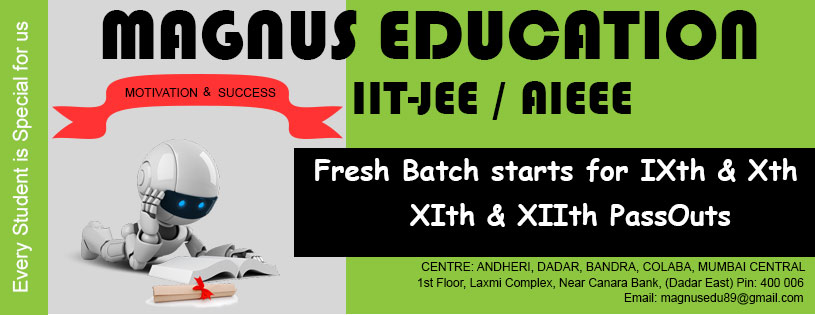 Every Student is Special for us
MAGNUS EDUCATION
MOTIVATION & SUCCESS
IIT-JEE / AIEEE
Fresh Batch starts for IXth & Xth
XIth & XIIth PassOuts
CENTRE: ANDHERI, DADAR, BANDRA, COLABA, MUMBAI CENTRAL
1st Floor, Laxmi Complex, Near Canara Bank, (Dadar East) Pin: 400 006
Email: magnusedu89@gmail.com